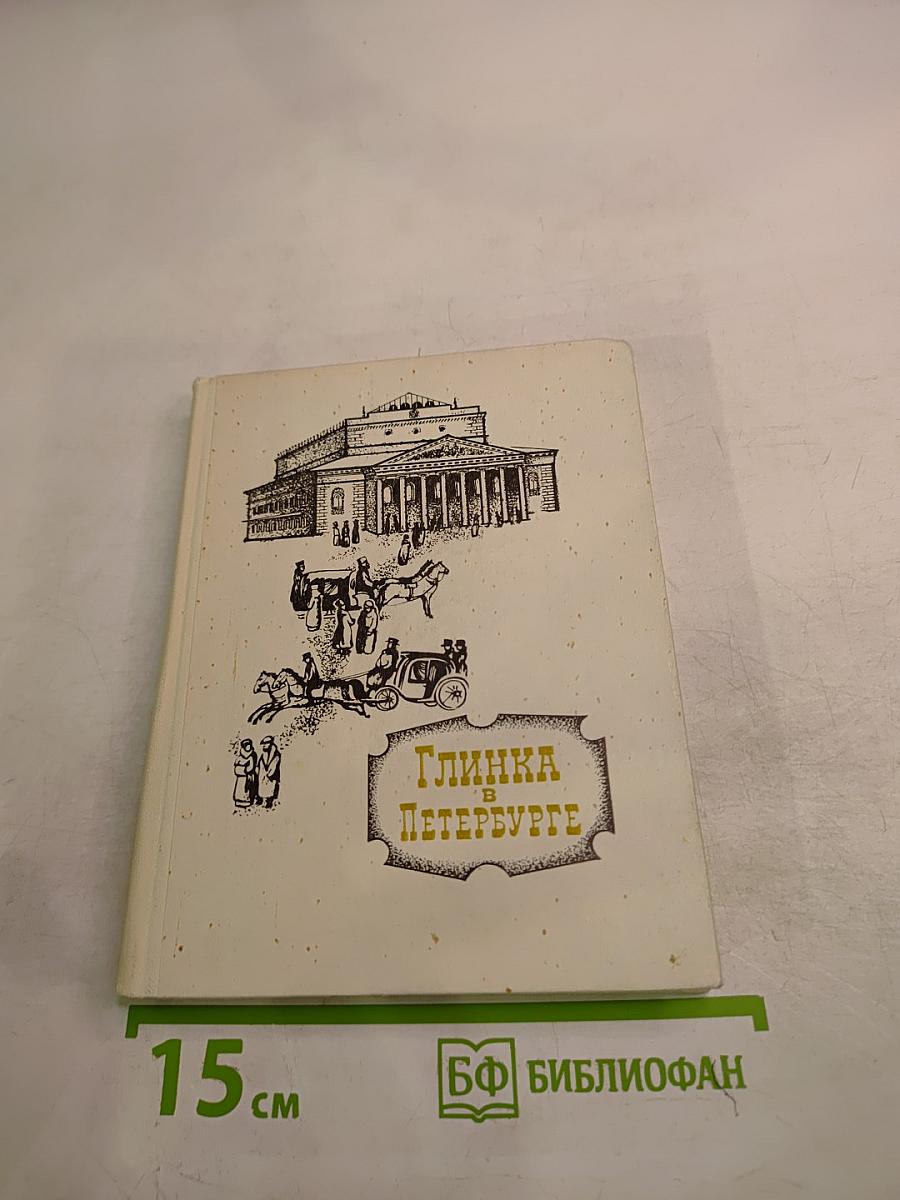 Глинка
в
Петербурге
15 см
БФ БИБЛИОФАН